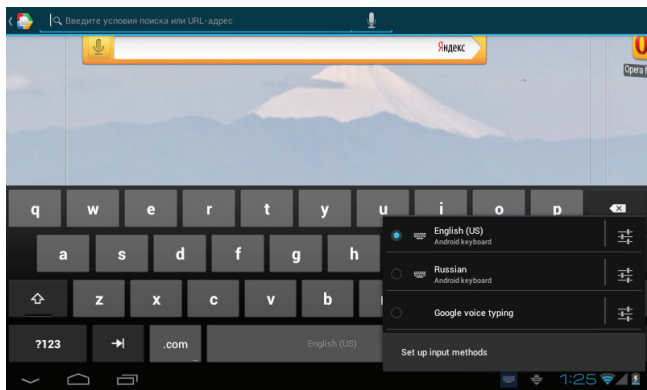 Введите условия поиска или URL-адрес
Яндекс
Opera
q w e r t y u i o p
English (US)
Android keyboard
a s d f g h
Russian
Android keyboard
z x c v b
Google voice typing
?123 .com English (US)
Set up input methods
1:25